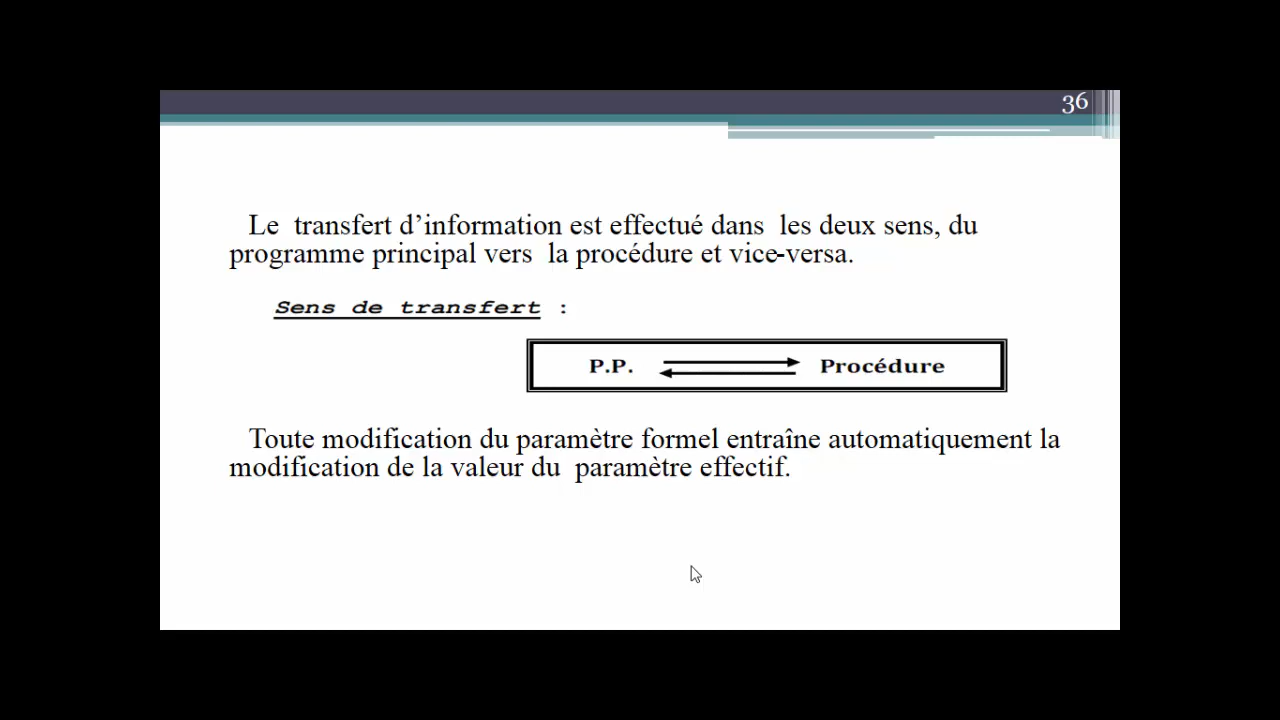 36
Le transfert d’information est effectué dans les deux sens, du
programme principal vers la procédure et vice-versa.
Sens de transfert :
P.P. Procédure
Toute modification du paramètre formel entraîne automatiquement la
modification de la valeur du paramètre effectif.